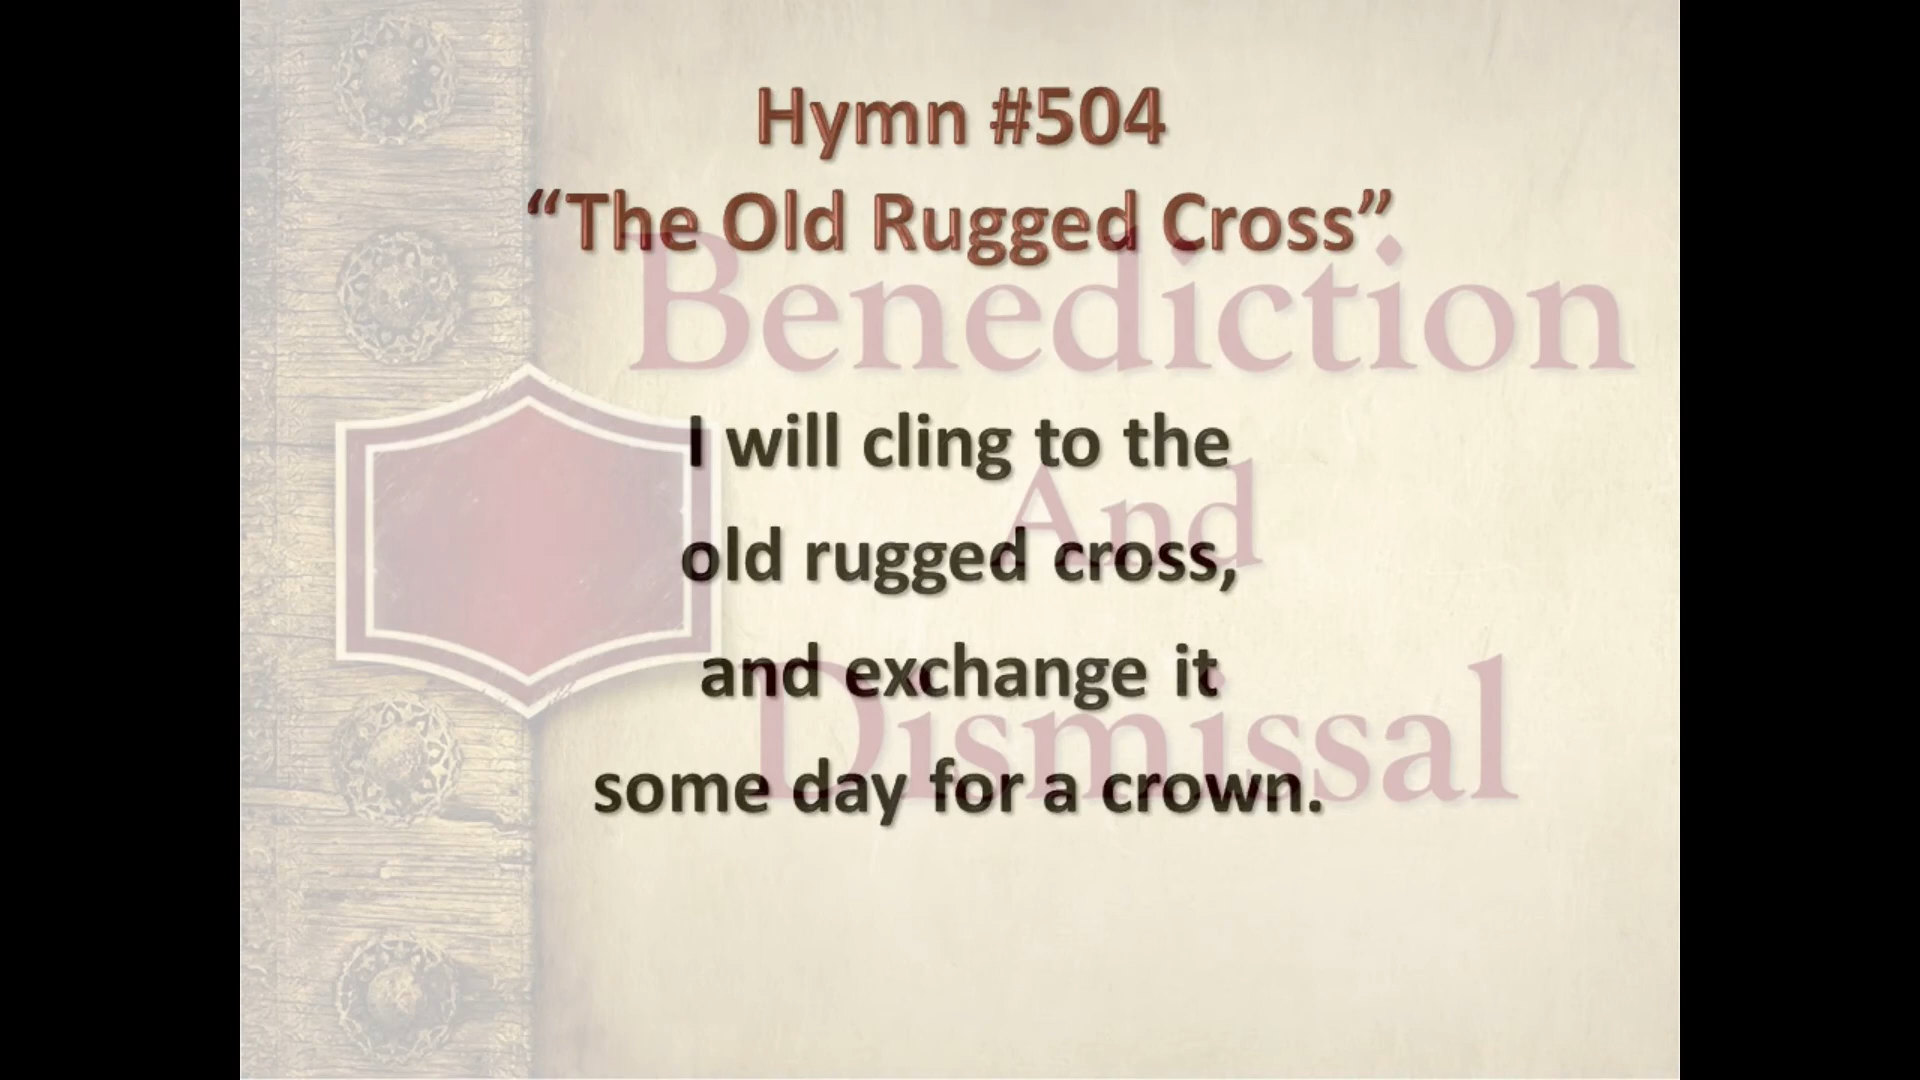 Hymn #504
“The Old Rugged Cross”
Benediction
I will cling to the
And
old rugged cross,
and exchange it
Dismissal
some day for a crown.